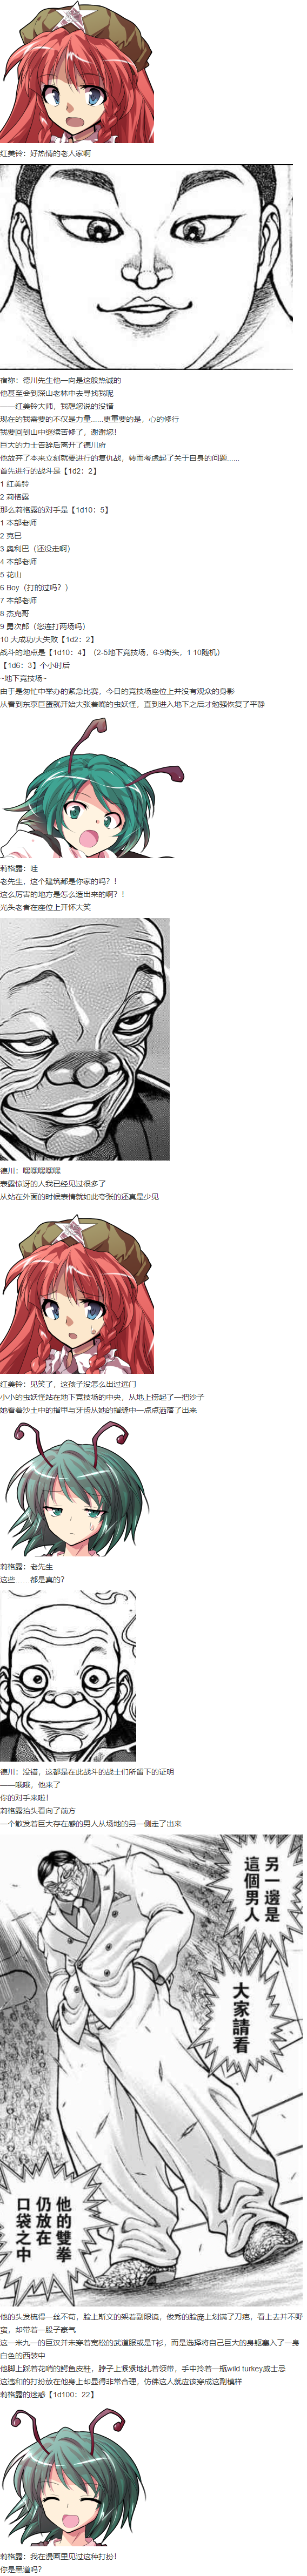 红美铃：好热情的老人家啊
宿祢：德川先生他一向是这般热诚的
他甚至会到深山老林中去寻找我呢
——红美铃大师，我想您说的没错
现在的我需要的不仅是力量……更重要的是，心的修行
我要回到山中继续苦修了，谢谢您！
巨大的力士告辞后离开了德川府
他放弃了本来立刻就要进行的复仇战，转而考虑起了关于自身的问题……
首先进行的战斗是【1d2：2】
1 红美铃
2 莉格露
那么莉格露的对手是【1d10：5】
1 本部老师
2 克巳
3 奥利巴（还没走啊）
4 本部老师
5 花山
6 Boy（打的过吗？）
7 本部老师
8 杰克哥
9 勇次郎（您连打两场吗）
10 大成功/大失败【1d2：2】
战斗的地点是【1d10：4】（2-5地下竞技场，6-9街头，1 10随机）
【1d6：3】个小时后
~地下竞技场~
由于是匆忙中举办的紧急比赛，今日的竞技场座位上并没有观众的身影
从看到东京巨蛋就开始大张着嘴的虫妖怪，直到进入地下之后才勉强恢复了平静
莉格露：哇
老先生，这个建筑都是你家的吗？！
这么厉害的地方是怎么造出来的啊？！
光头老者在座位上开怀大笑
德川：嘿嘿嘿嘿嘿
表露惊讶的人我已经见过很多了
从站在外面的时候表情就如此夸张的还真是少见
红美铃：见笑了，这孩子没怎么出过远门
小小的虫妖怪站在地下竞技场的中央，从地上捞起了一把沙子
她看着沙土中的指甲与牙齿从她的指缝中一点点洒落了出来
莉格露：老先生
这些……都是真的？
德川：没错，这都是在此战斗的战士们所留下的证明
——哦哦，他来了
你的对手来啦！
莉格露抬头看向了前方
一个散发着巨大存在感的男人从场地的另一侧走了出来
另一邊是
這個男人
大家請看
他的雙拳
仍放在
口袋之中
他的头发梳得一丝不苟，脸上斯文的架着副眼镜，俊秀的脸庞上划满了刀疤，看上去并不野
蛮，却带着一股子豪气
这一米九一的巨汉并未穿着宽松的武道服或是T衫，而是选择将自己巨大的身躯塞入了一身
白色的西装中
他脚上踩着花哨的鳄鱼皮鞋，脖子上紧紧地扎着领带，手中拎着一瓶wild turkey威士忌
这违和的打扮放在他身上却显得非常合理，仿佛这人就应该穿成这副模样
莉格露的迷惑【1d100：22】
莉格露：我在漫画里见过这种打扮！
你是黑道吗？